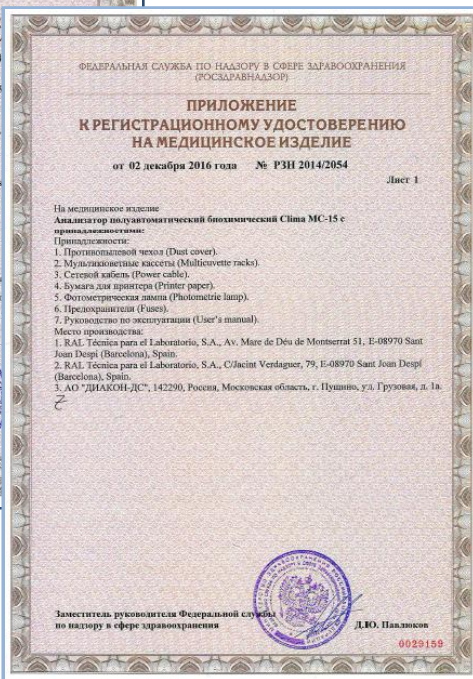 ФЕДЕРАЛЬНАЯ СЛУЖБА ПО НАДЗОРУ В СФЕРЕ ЗДРАВООХРАНЕНИЯ
(РОСЗДРАВНАДЗОР)
ПРИЛОЖЕНИЕ
К РЕГИСТРАЦИОННОМУ УДОСТОВЕРЕНИЮ
НА МЕДИЦИНСКОЕ ИЗДЕЛИЕ
от 02 декабря 2016 года № РЗН 2014/2054
Лист 1
На медицинское изделие
Анализатор полуавтоматический биохимический Clima MC-15 с
принадлежностями:
Принадлежности:
1. Противопылевой чехол (Dust cover).
2. Мультикюветные кассеты (Multicuvette racks).
3. Сетевой кабель (Power cable).
4. Бумага для принтера (Printer paper).
5. Фотометрическая лампа (Photometric lamp).
6. Предохранители (Fuses).
7. Руководство по эксплуатации (User's manual).
Место производства:
1. RAL Técnica para el Laboratorio, S.A., Av. Mare de Déu de Montserrat 51, E-08970 Sant
Joan Despi (Barcelona), Spain.
2. RAL Técnica para el Laboratorio, S.A., C/Jacint Verdaguer, 79, E-08970 Sant Joan Despí
(Barcelona), Spain.
3. АО "ДИАКОН-ДС", 142290, Россия, Московская область, г. Пущино, ул. Грузовая, д. 1а.
Заместитель руководителя Федеральной службы
по надзору в сфере здравоохранения
Д.Ю. Павлюков
0029159